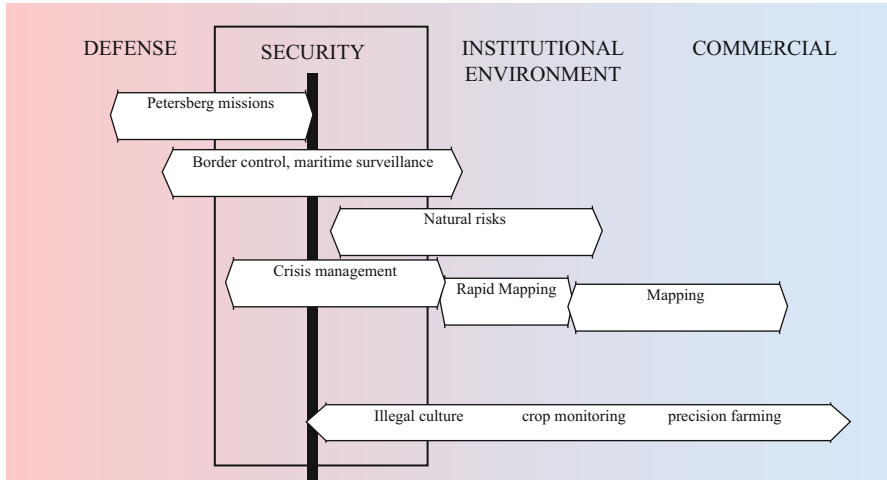 DEFENSE
SECURITY
INSTITUTIONAL
ENVIRONMENT
COMMERCIAL
Petersberg missions
Border control, maritime surveillance
Natural risks
Crisis management
Rapid Mapping
Mapping
Illegal culture crop monitoring precision farming